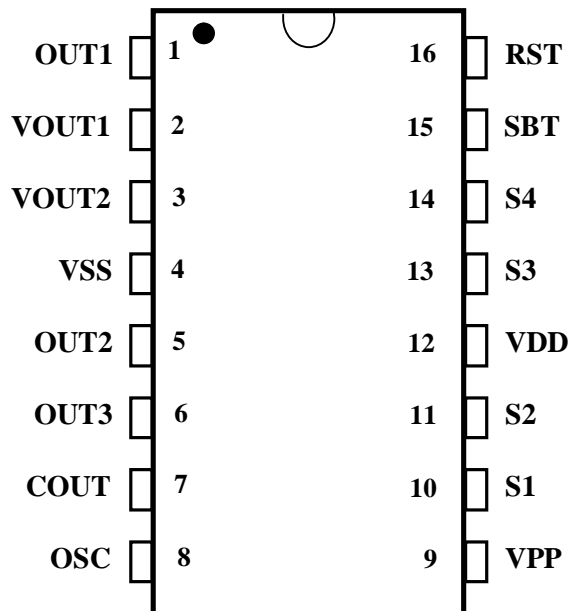 OUT1 1 16 RST
VOUT1 2 15 SBT
VOUT2 3 14 S4
VSS 4 13 S3
OUT2 5 12 VDD
OUT3 6 11 S2
COUT 7 10 S1
OSC 8 9 VPP